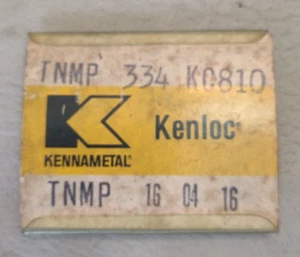 TNMP 334 KC810
Kenloc®
KENNAMETAL®
TNMP 16 04 16